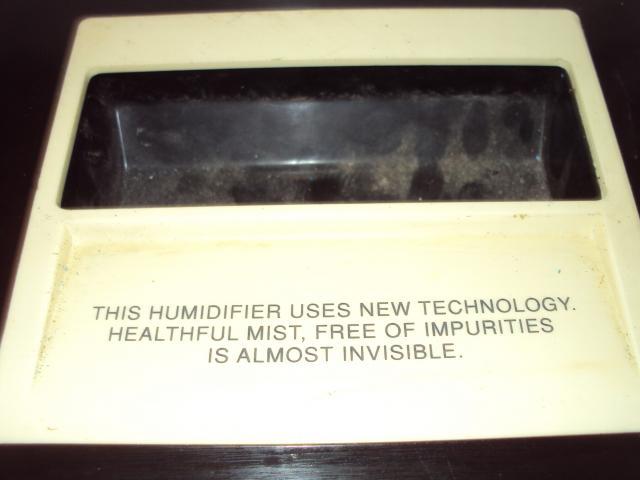 THIS HUMIDIFIER USES NEW TECHNOLOGY.
HEALTHFUL MIST, FREE OF IMPURITIES
IS ALMOST INVISIBLE.